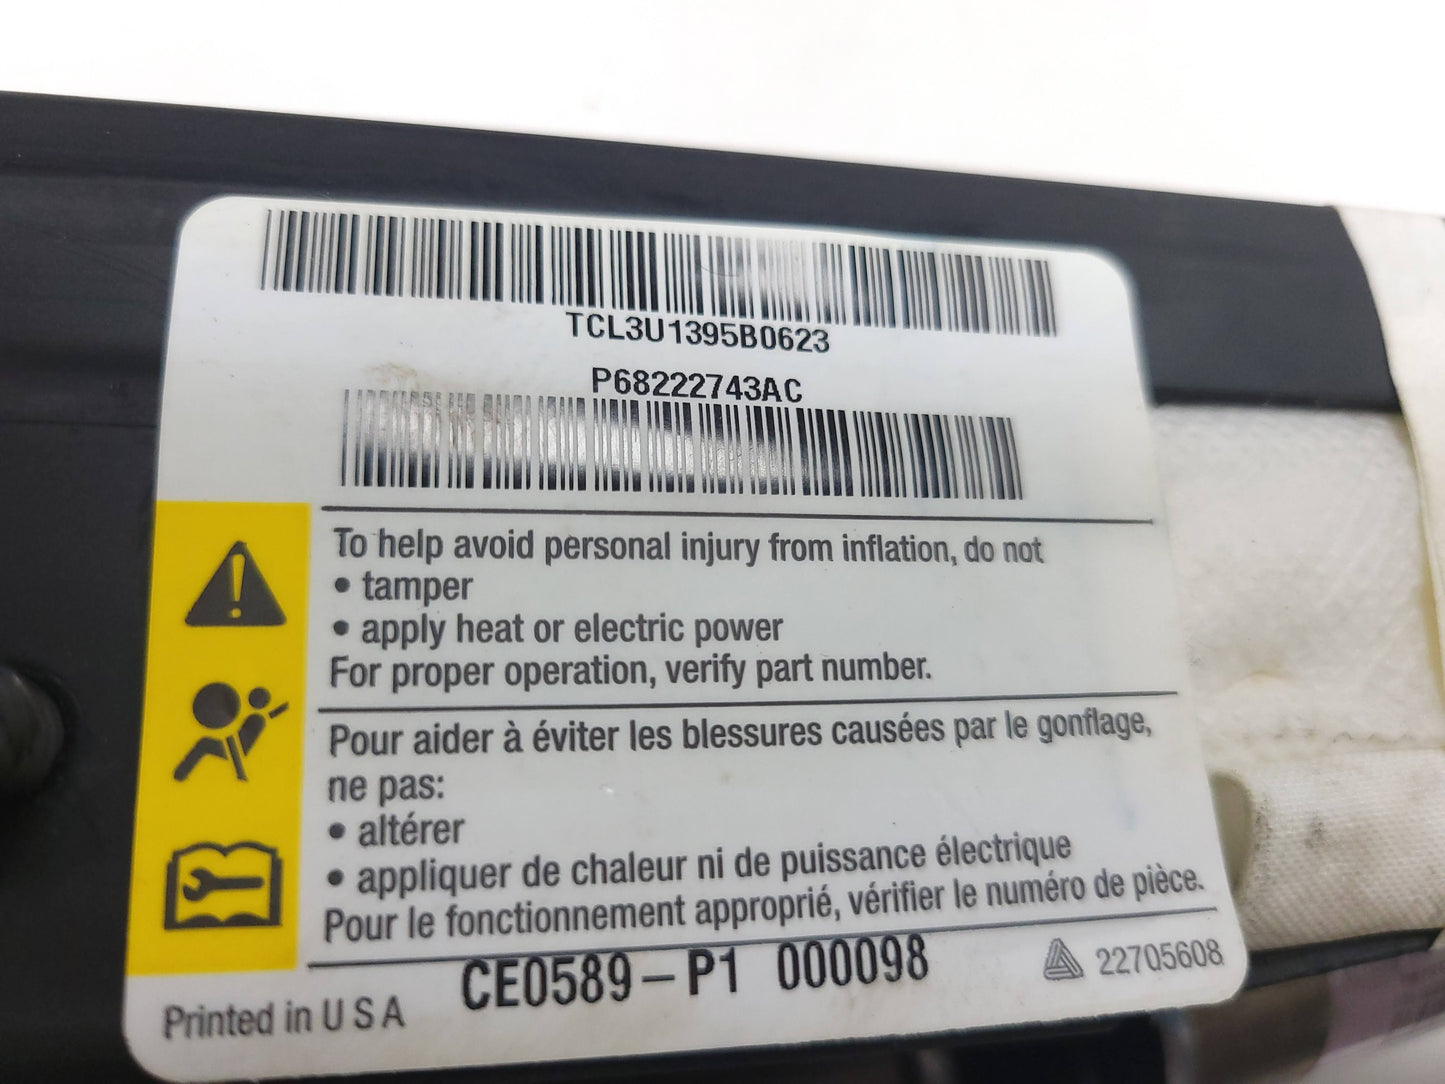 TCL3U1395B0623
P68222743AC
To help avoid personal injury from inflation, do not
• tamper
• apply heat or electric power
For proper operation, verify part number.
Pour aider à éviter les blessures causées par le gonflage,
ne pas:
• altérer
• appliquer de chaleur ni de puissance électrique
Pour le fonctionnement approprié, vérifier le numéro de pièce.
CE0589-P1 000098
22705608
Printed in U S A